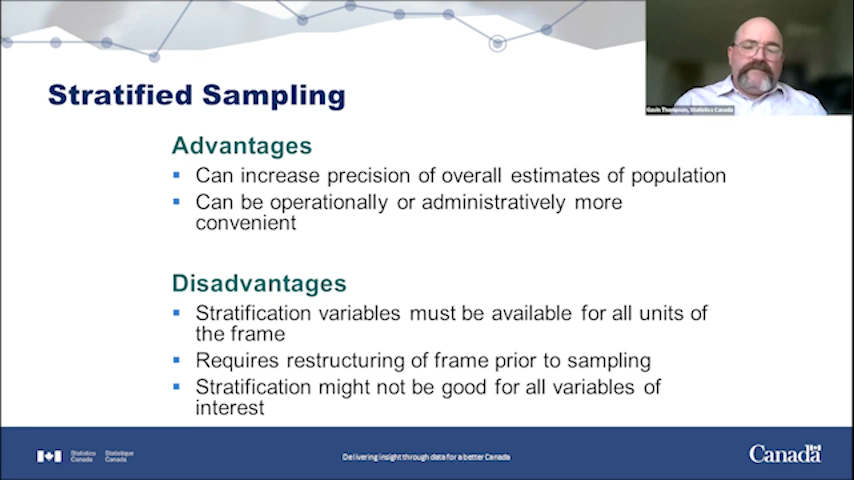 Gavin Thompson, Statistics Canada
Stratified Sampling
Advantages
Can increase precision of overall estimates of population
Can be operationally or administratively more
convenient
Disadvantages
Stratification variables must be available for all units of
the frame
Requires restructuring of frame prior to sampling
Stratification might not be good for all variables of
interest
Statistics Statistique
Canada Canada
Delivering insight through data for a better Canada
Canada